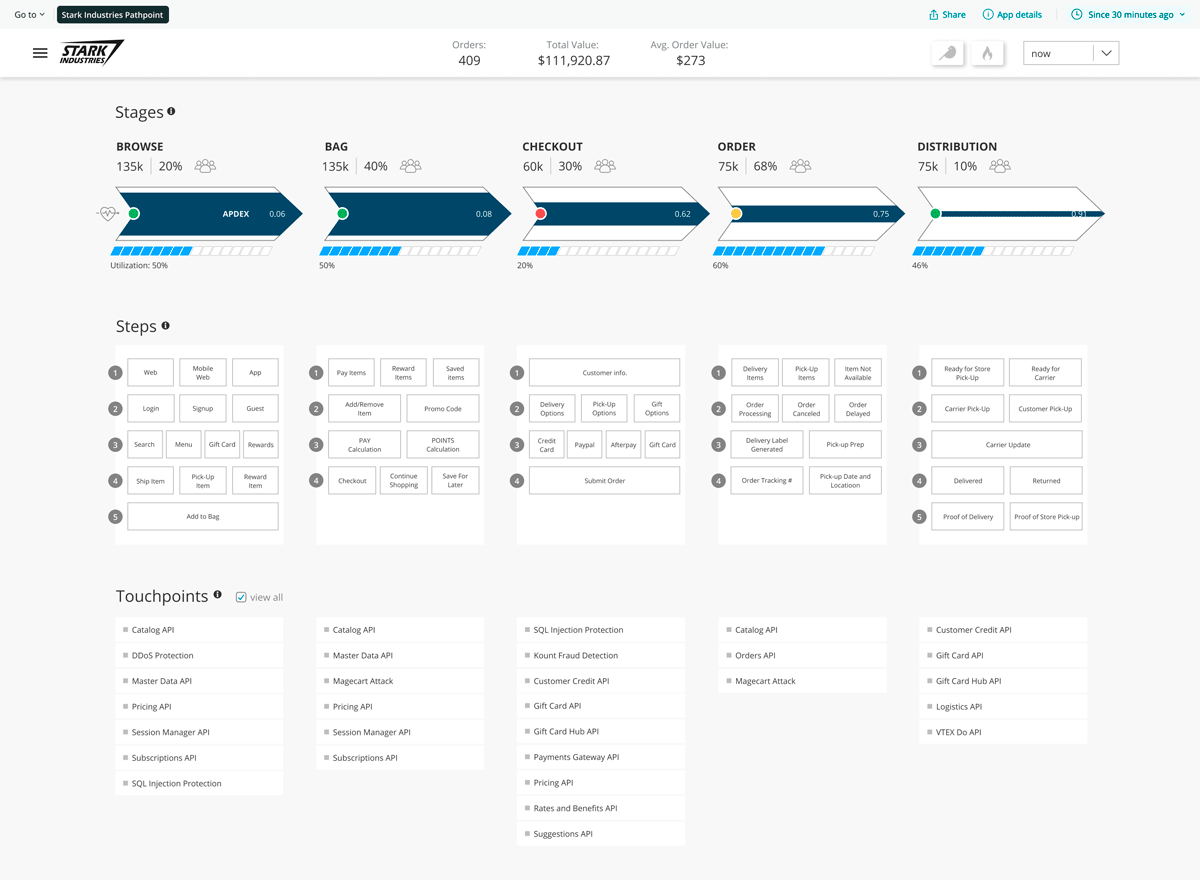 Go to
Stark Industries Pathpoint
Share
App details
Since 30 minutes ago
STARK
INDUSTRIES
Orders:
409
Total Value:
$111,920.87
Avg. Order Value:
$273
now
Stages
BROWSE
135k 20%
BAG
135k 40%
CHECKOUT
60k 30%
ORDER
75k 68%
DISTRIBUTION
75k 10%
APDEX 0.06
0.08
0.62
0.75
0.91
Utilization: 50%
50%
20%
60%
46%
Steps
1
Web
Mobile
Web
App
2
Login
Signup
Guest
3
Search
Menu
Gift Card
Rewards
4
Ship Item
Pick-Up
Item
Reward
Item
5
Add to Bag
1
Pay Items
Reward
Items
Saved
items
2
Add/Remove
Item
Promo Code
3
PAY
Calculation
POINTS
Calculation
4
Checkout
Continue
Shopping
Save For
Later
1
Customer info.
2
Delivery
Options
Pick-Up
Options
Gift
Options
3
Credit
Card
Paypal
Afterpay
Gift Card
4
Submit Order
1
Delivery
Items
Pick-Up
Items
Item Not
Available
2
Order
Processing
Order
Canceled
Order
Delayed
3
Delivery Label
Generated
Pick-up Prep
4
Order Tracking #
Pick-up Date and
Locatioon
1
Ready for Store
Pick-Up
Ready for
Carrier
2
Carrier Pick-Up
Customer Pick-Up
3
Carrier Update
4
Delivered
Returned
5
Proof of Delivery
Proof of Store Pick-up
Touchpoints
view all
Catalog API
DDoS Protection
Master Data API
Pricing API
Session Manager API
Subscriptions API
SQL Injection Protection
Catalog API
Master Data API
Magecart Attack
Pricing API
Session Manager API
Subscriptions API
SQL Injection Protection
Kount Fraud Detection
Customer Credit API
Gift Card API
Gift Card Hub API
Payments Gateway API
Pricing API
Rates and Benefits API
Suggestions API
Catalog API
Orders API
Magecart Attack
Customer Credit API
Gift Card API
Gift Card Hub API
Logistics API
VTEX Do API